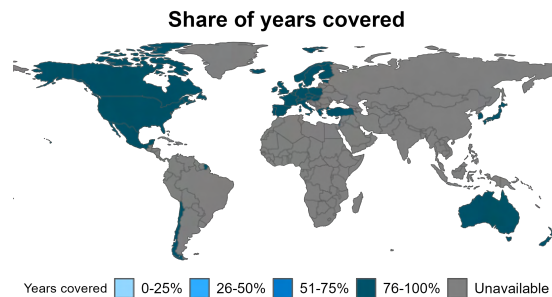 Share of years covered
Years covered 0-25% 26-50% 51-75% 76-100% Unavailable